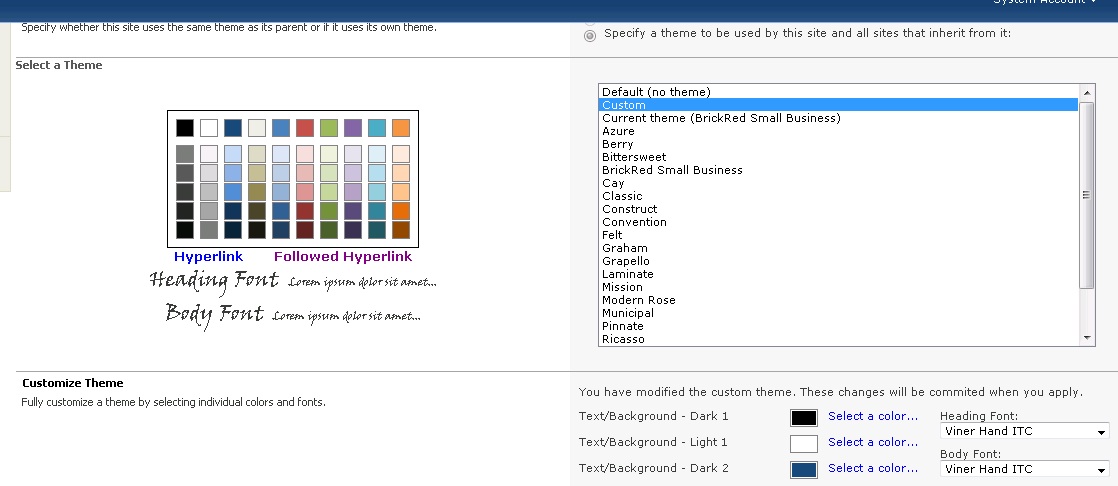 System Account
Specify whether this site uses the same theme as its parent or if it uses its own theme.
Specify a theme to be used by this site and all sites that inherit from it:
Select a Theme
Default (no theme)
Custom
Current theme (BrickRed Small Business)
Azure
Berry
Bittersweet
BrickRed Small Business
Cay
Classic
Construct
Convention
Felt
Graham
Grapello
Laminate
Mission
Modern Rose
Municipal
Pinnate
Ricasso
Hyperlink Followed Hyperlink
Heading Font Lorem ipsum dolor sit amet...
Body Font Lorem ipsum dolor sit amet...
Customize Theme
Fully customize a theme by selecting individual colors and fonts.
You have modified the custom theme. These changes will be commited when you apply.
Text/Background - Dark 1 Select a color... Heading Font:
Viner Hand ITC
Text/Background - Light 1 Select a color...
Body Font:
Text/Background - Dark 2 Select a color... Viner Hand ITC